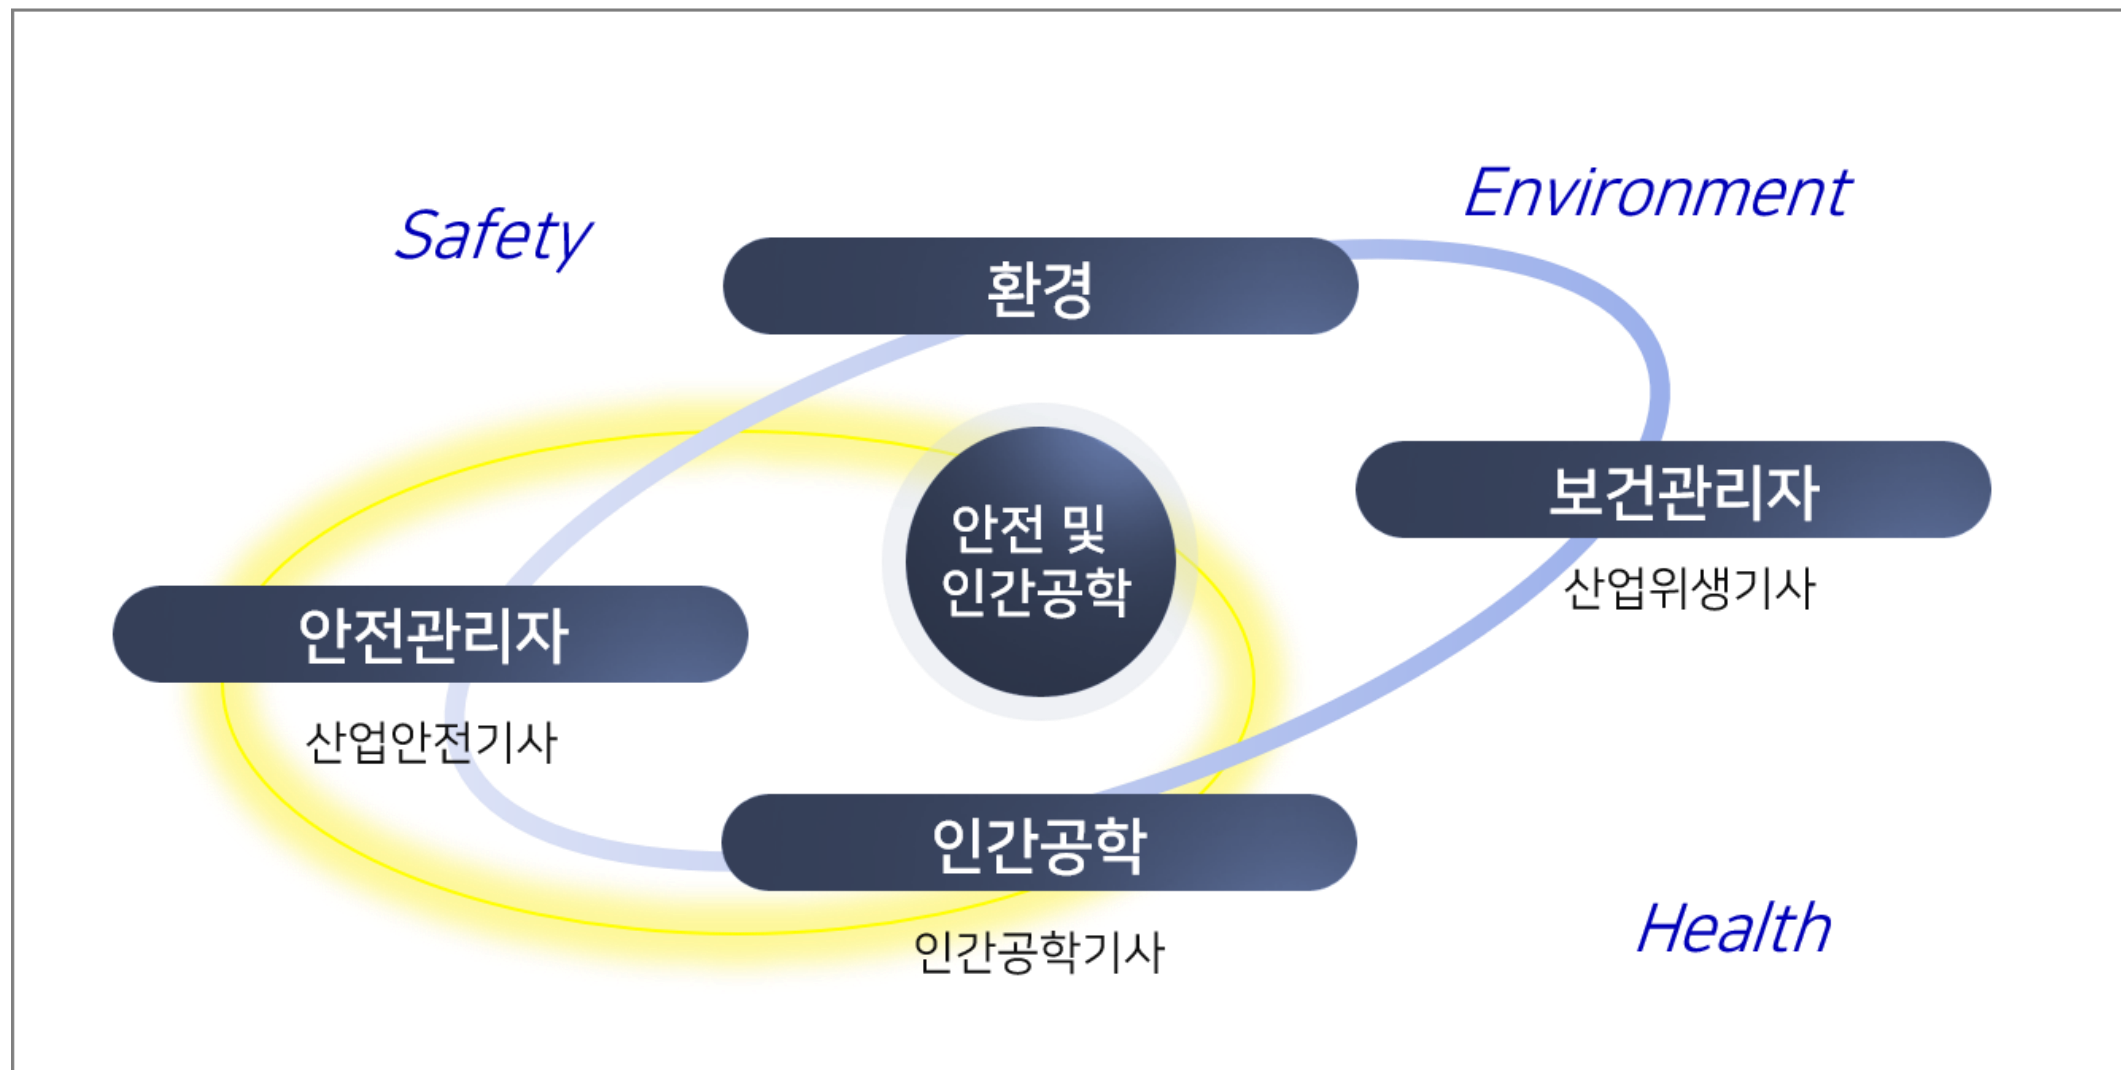 Safety
Environment
환경
보건관리자
산업위생기사
안전 및
인간공학
안전관리자
산업안전기사
인간공학
인간공학기사
Health